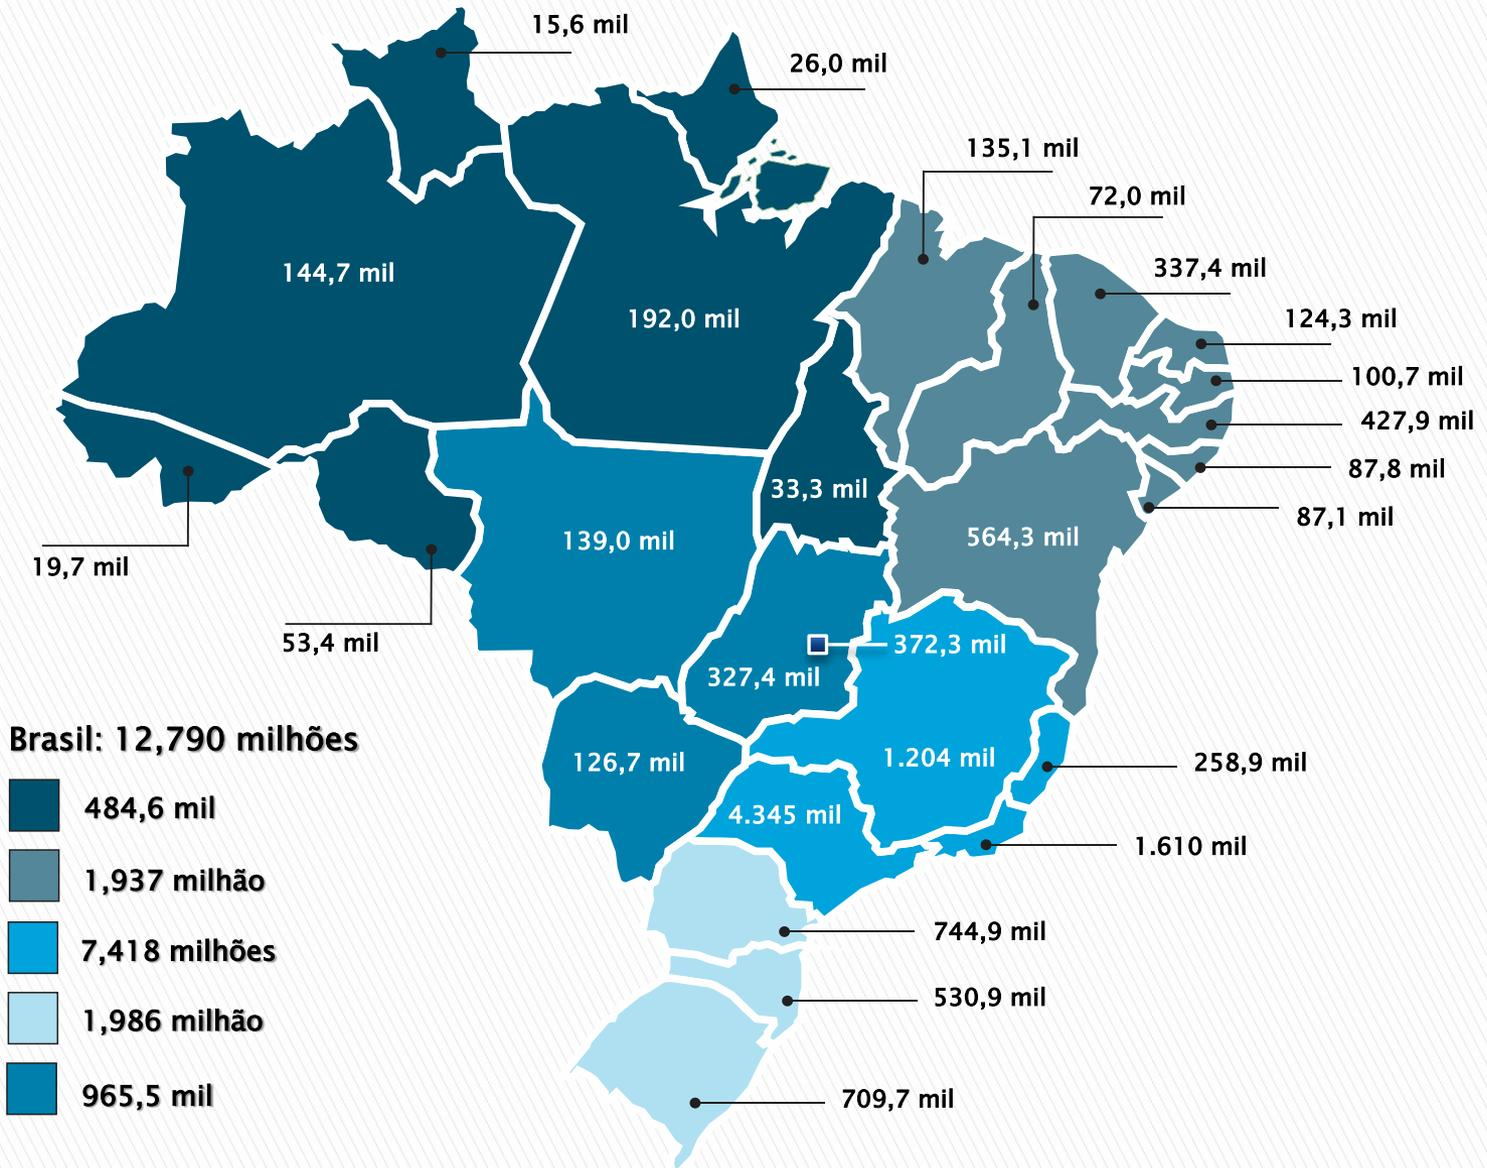 15,6 mil
26,0 mil
135,1 mil
72,0 mil
144,7 mil
337,4 mil
192,0 mil
124,3 mil
100,7 mil
427,9 mil
87,8 mil
33,3 mil
87,1 mil
139,0 mil
564,3 mil
19,7 mil
53,4 mil
372,3 mil
327,4 mil
Brasil: 12,790 milhões
126,7 mil
1.204 mil
258,9 mil
484,6 mil
4.345 mil
1.610 mil
1,937 milhão
744,9 mil
7,418 milhões
530,9 mil
1,986 milhão
965,5 mil
709,7 mil